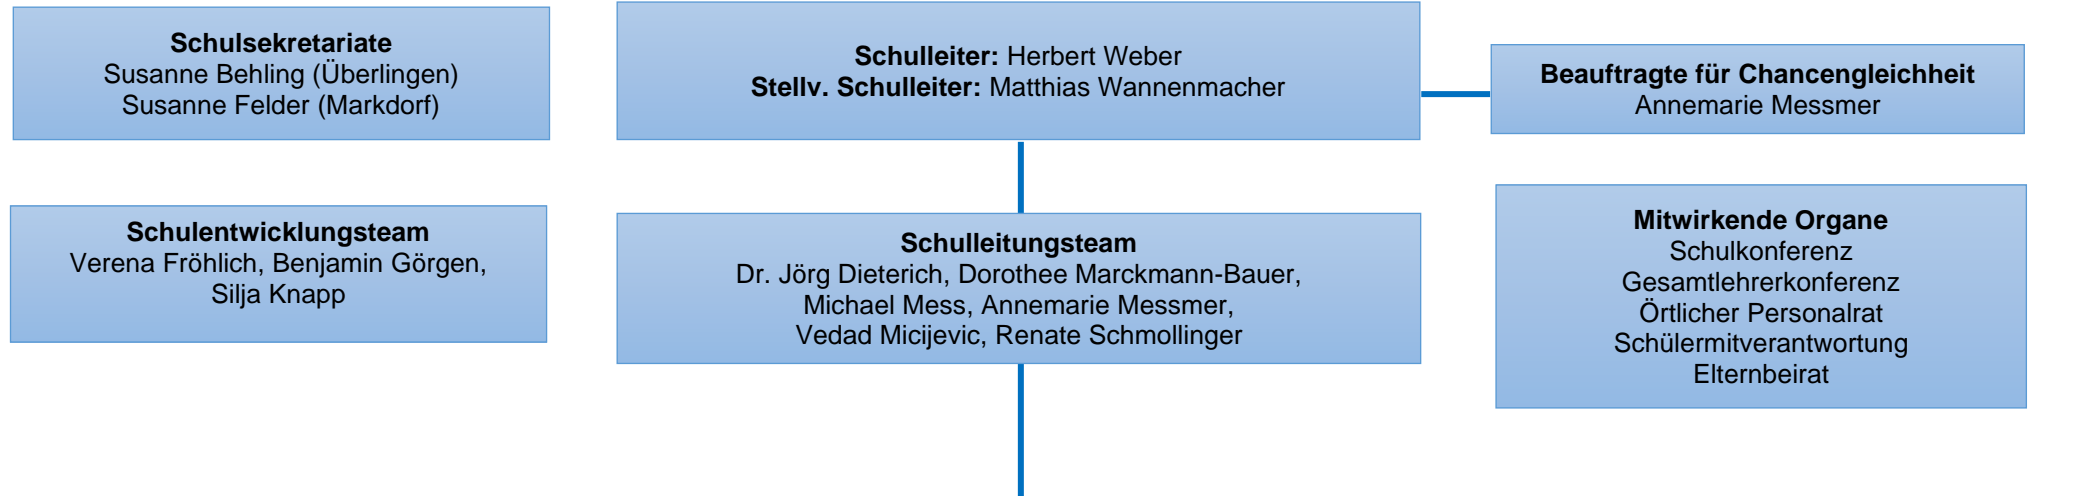 Schulsekretariate
Susanne Behling (Überlingen)
Susanne Felder (Markdorf)
Schulleiter: Herbert Weber
Stellv. Schulleiter: Matthias Wannenmacher
Beauftragte für Chancengleichheit
Annemarie Messmer
Schulentwicklungsteam
Verena Fröhlich, Benjamin Görgen,
Silja Knapp
Schulleitungsteam
Dr. Jörg Dieterich, Dorothee Marckmann-Bauer,
Michael Mess, Annemarie Messmer,
Vedad Micijevic, Renate Schmollinger
Mitwirkende Organe
Schulkonferenz
Gesamtlehrerkonferenz
Örtlicher Personalrat
Schülermitverantwortung
Elternbeirat